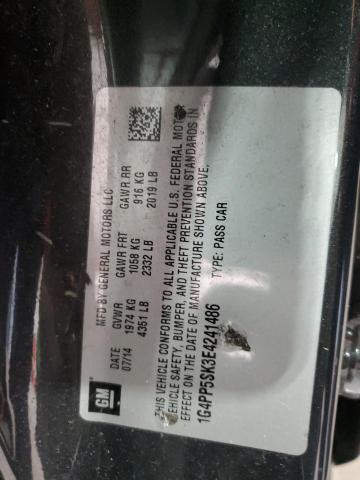 GM
MFD BY GENERAL MOTORS LLC
DATE GVWR GAWR FRT GAWR RR
07/14 1974 KG 1058 KG 916 KG
4351 LB 2332 LB 2019 LB
THIS VEHICLE CONFORMS TO ALL APPLICABLE U.S. FEDERAL MOTOR
VEHICLE SAFETY, BUMPER, AND THEFT PREVENTION STANDARDS IN
EFFECT ON THE DATE OF MANUFACTURE SHOWN ABOVE.
1G4PP5SK3E4241486 TYPE: PASS CAR